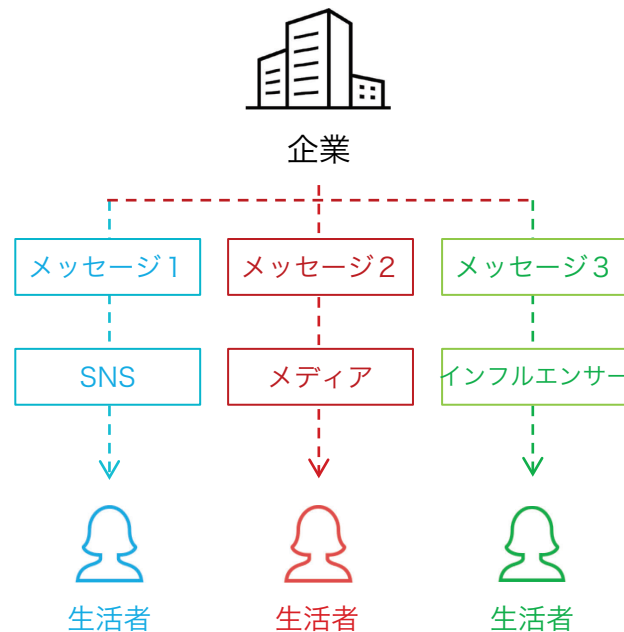 企業
メッセージ1
メッセージ2
メッセージ3
SNS
メディア
インフルエンサー
生活者
生活者
生活者